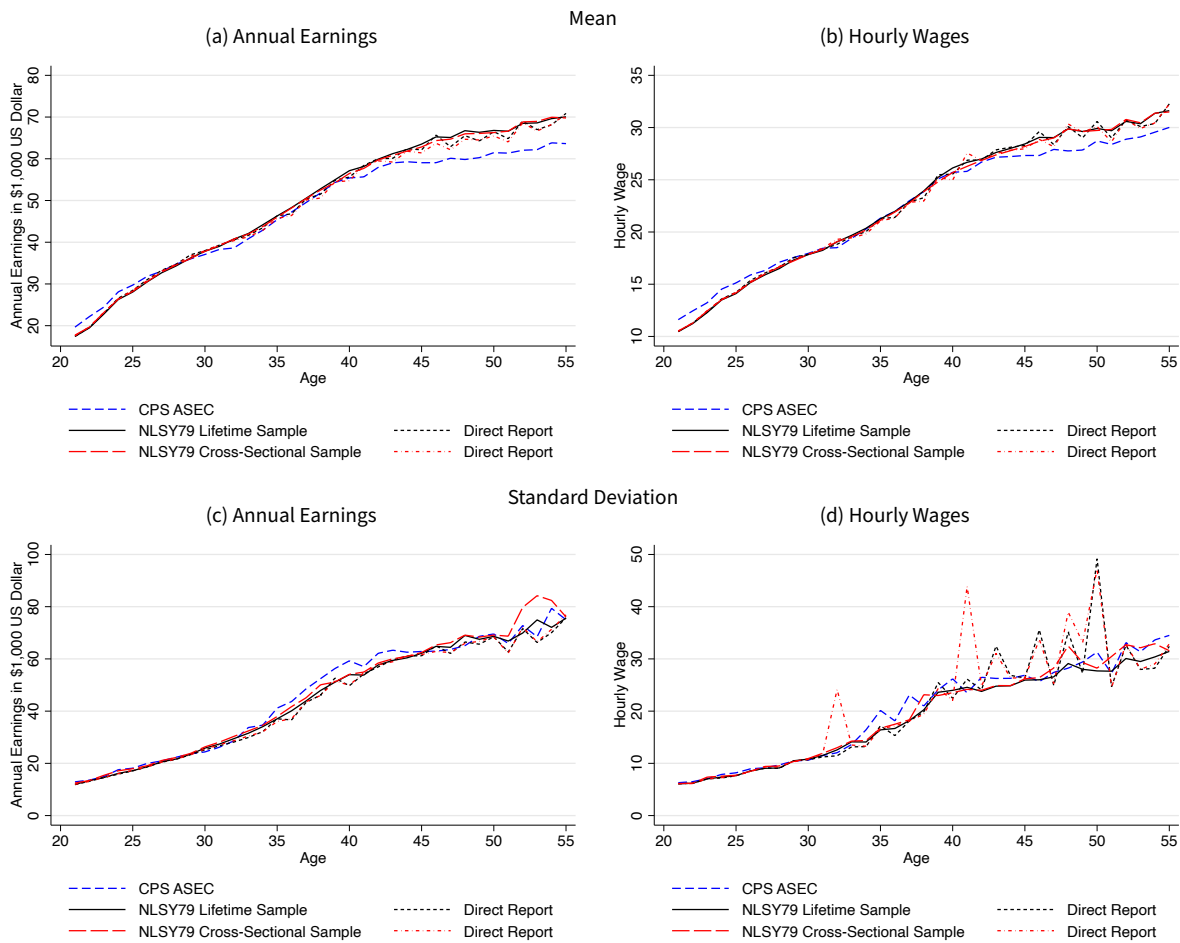 Mean
(a) Annual Earnings
(b) Hourly Wages
Annual Earnings in $1,000 US Dollar
80
70
60
50
40
30
20
20 25 30 35 40 45 50 55
Age
CPS ASEC
NLSY79 Lifetime Sample Direct Report
NLSY79 Cross-Sectional Sample Direct Report
Hourly Wage
35
30
25
20
15
10
20 25 30 35 40 45 50 55
Age
CPS ASEC
NLSY79 Lifetime Sample Direct Report
NLSY79 Cross-Sectional Sample Direct Report
Standard Deviation
(c) Annual Earnings
(d) Hourly Wages
Annual Earnings in $1,000 US Dollar
100
80
60
40
20
0
20 25 30 35 40 45 50 55
Age
CPS ASEC
NLSY79 Lifetime Sample Direct Report
NLSY79 Cross-Sectional Sample Direct Report
Hourly Wage
50
40
30
20
10
0
20 25 30 35 40 45 50 55
Age
CPS ASEC
NLSY79 Lifetime Sample Direct Report
NLSY79 Cross-Sectional Sample Direct Report